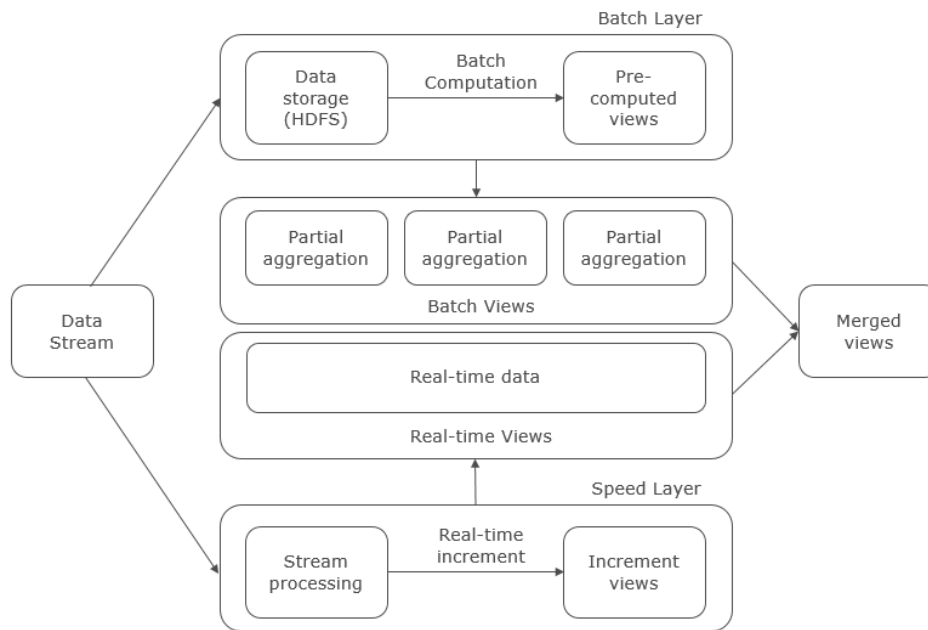 Batch Layer
Data
storage
(HDFS)
Batch
Computation
Pre-
computed
views
Partial
aggregation
Partial
aggregation
Partial
aggregation
Batch Views
Data
Stream
Merged
views
Real-time data
Real-time Views
Speed Layer
Stream
processing
Real-time
increment
Increment
views